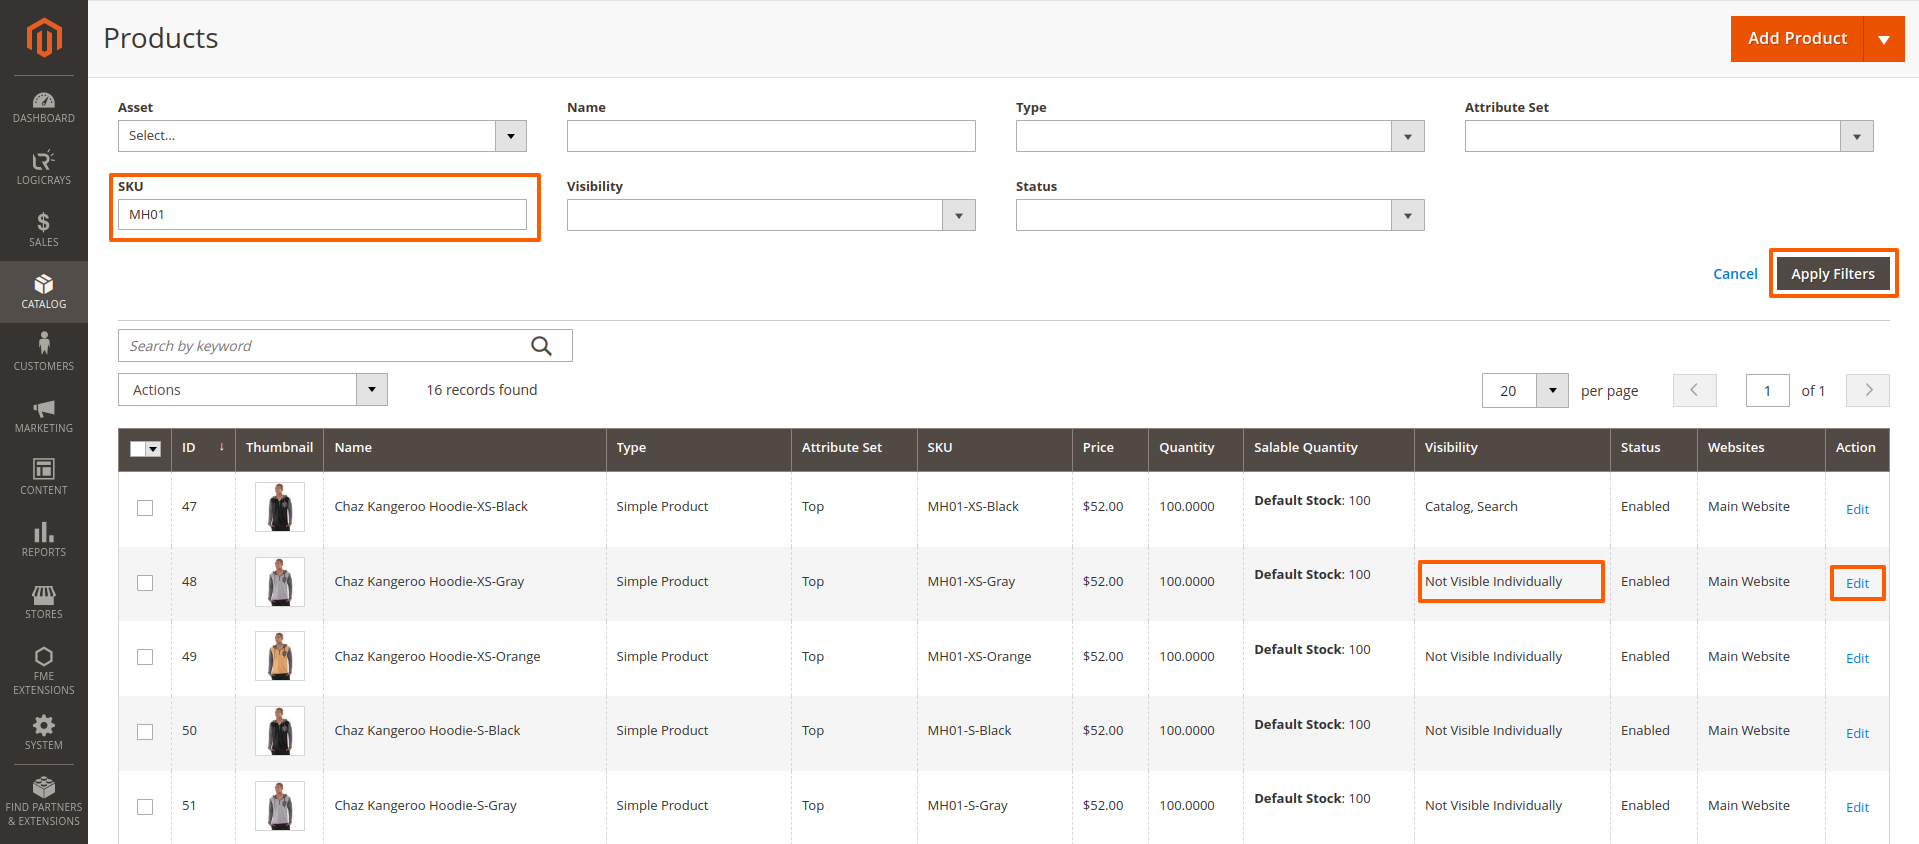 Products
Add Product
DASHBOARD
LOGICRAYS
SALES
CATALOG
CUSTOMERS
MARKETING
CONTENT
REPORTS
STORES
FME
EXTENSIONS
SYSTEM
FIND PARTNERS
& EXTENSIONS
Asset Name Type Attribute Set
Select...
SKU Visibility Status
MH01
Cancel Apply Filters
Search by keyword
Actions 16 records found 20 per page 1 of 1
ID ↓ Thumbnail Name Type Attribute Set SKU Price Quantity Salable Quantity Visibility Status Websites Action
47 Chaz Kangeroo Hoodie-XS-Black Simple Product Top MH01-XS-Black $52.00 100.0000 Default Stock: 100 Catalog, Search Enabled Main Website Edit
48 Chaz Kangeroo Hoodie-XS-Gray Simple Product Top MH01-XS-Gray $52.00 100.0000 Default Stock: 100 Not Visible Individually Enabled Main Website Edit
49 Chaz Kangeroo Hoodie-XS-Orange Simple Product Top MH01-XS-Orange $52.00 100.0000 Default Stock: 100 Not Visible Individually Enabled Main Website Edit
50 Chaz Kangeroo Hoodie-S-Black Simple Product Top MH01-S-Black $52.00 100.0000 Default Stock: 100 Not Visible Individually Enabled Main Website Edit
51 Chaz Kangeroo Hoodie-S-Gray Simple Product Top MH01-S-Gray $52.00 100.0000 Default Stock: 100 Not Visible Individually Enabled Main Website Edit